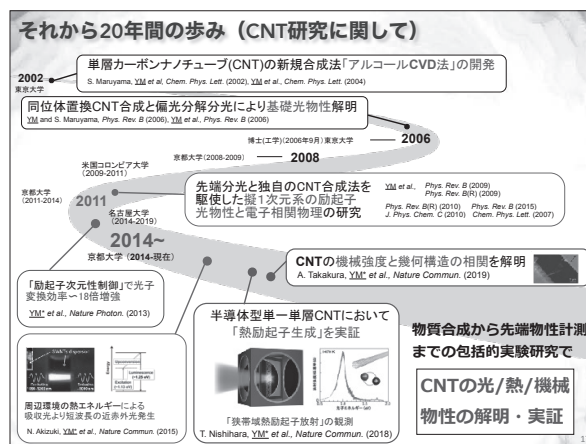 それから20年間の歩み（CNT研究に関して）
単層カーボンナノチューブ(CNT)の新規合成法「アルコールCVD法」の開発
S. Maruyama, YM et al, Chem. Phys. Lett. (2002), YM et al., Chem. Phys. Lett. (2004)
2002
東京大学
同位体置換CNT合成と偏光分解分光により基礎光物性解明
YM and S. Maruyama, Phys. Rev. B (2006), YM et al., Phys. Rev. B (2006)
博士(工学)(2006年9月) 東京大学
2006
京都大学 (2008-2009)
2008
米国コロンビア大学
(2009-2011)
京都大学
(2011-2014)
2011
先端分光と独自のCNT合成法を
駆使した擬1次元系の励起子
光物性と電子相関物理の研究
YM et al., Phys. Rev. B (2009)
Phys. Rev. B(R) (2009)
Phys. Rev. B(R) (2010) Phys. Rev. B (2015)
J. Phys. Chem. C (2010) Chem. Phys. Lett. (2007)
名古屋大学
(2014-2019)
2014~
京都大学 (2014-現在)
CNTの機械強度と幾何構造の相関を解明
A. Takakura, YM* et al., Nature Commun. (2019)
「励起子次元性制御」で光子
変換効率~18倍増強
YM* et al., Nature Photon. (2013)
半導体型単一単層CNTにおいて
「熱励起子生成」を実証
「狭帯域熱励起子放射」の観測
T. Nishihara, YM* et al., Nature Commun. (2018)
周辺環境の熱エネルギーによる
吸収光より短波長の近赤外光発生
N. Akizuki, YM* et al., Nature Commun. (2015)
物質合成から先端物性計測
までの包括的実験研究で
CNTの光/熱/機械
物性の解明・実証